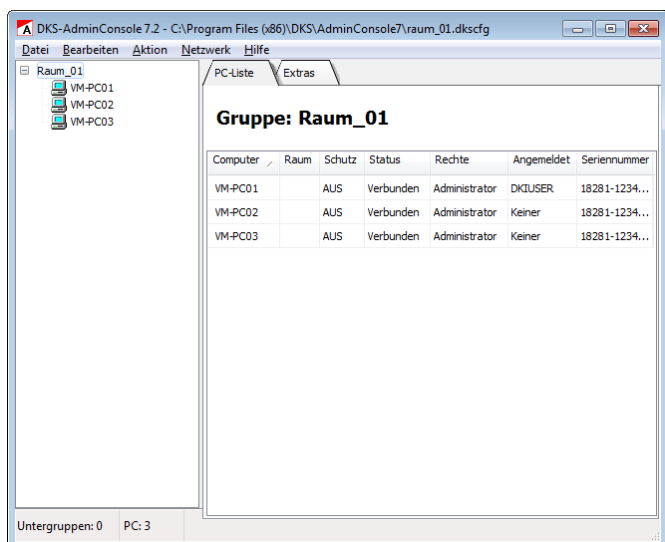 DKS-AdminConsole 7.2 - C:\Program Files (x86)\DKS\AdminConsole7\raum_01.dkscfg
Datei Bearbeiten Aktion Netzwerk Hilfe
Raum_01
VM-PC01
VM-PC02
VM-PC03
PC-Liste Extras
Gruppe: Raum_01
Computer Raum Schutz Status Rechte Angemeldet Seriennummer
VM-PC01 AUS Verbunden Administrator DKIUSER 18281-1234...
VM-PC02 AUS Verbunden Administrator Keiner 18281-1234...
VM-PC03 AUS Verbunden Administrator Keiner 18281-1234...
Untergruppen: 0 PC: 3